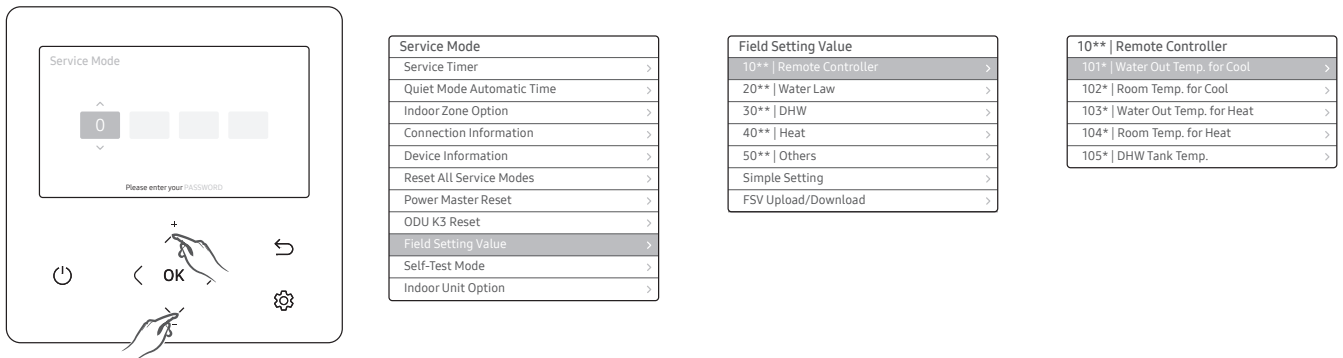 Service Mode
0
Please enter your PASSWORD.
+
OK
-
Service Mode
Service Timer
Quiet Mode Automatic Time
Indoor Zone Option
Connection Information
Device Information
Reset All Service Modes
Power Master Reset
ODU K3 Reset
Field Setting Value
Self-Test Mode
Indoor Unit Option
Field Setting Value
10** | Remote Controller
20** | Water Law
30** | DHW
40** | Heat
50** | Others
Simple Setting
FSV Upload/Download
10** | Remote Controller
101* | Water Out Temp. for Cool
102* | Room Temp. for Cool
103* | Water Out Temp. for Heat
104* | Room Temp. for Heat
105* | DHW Tank Temp.